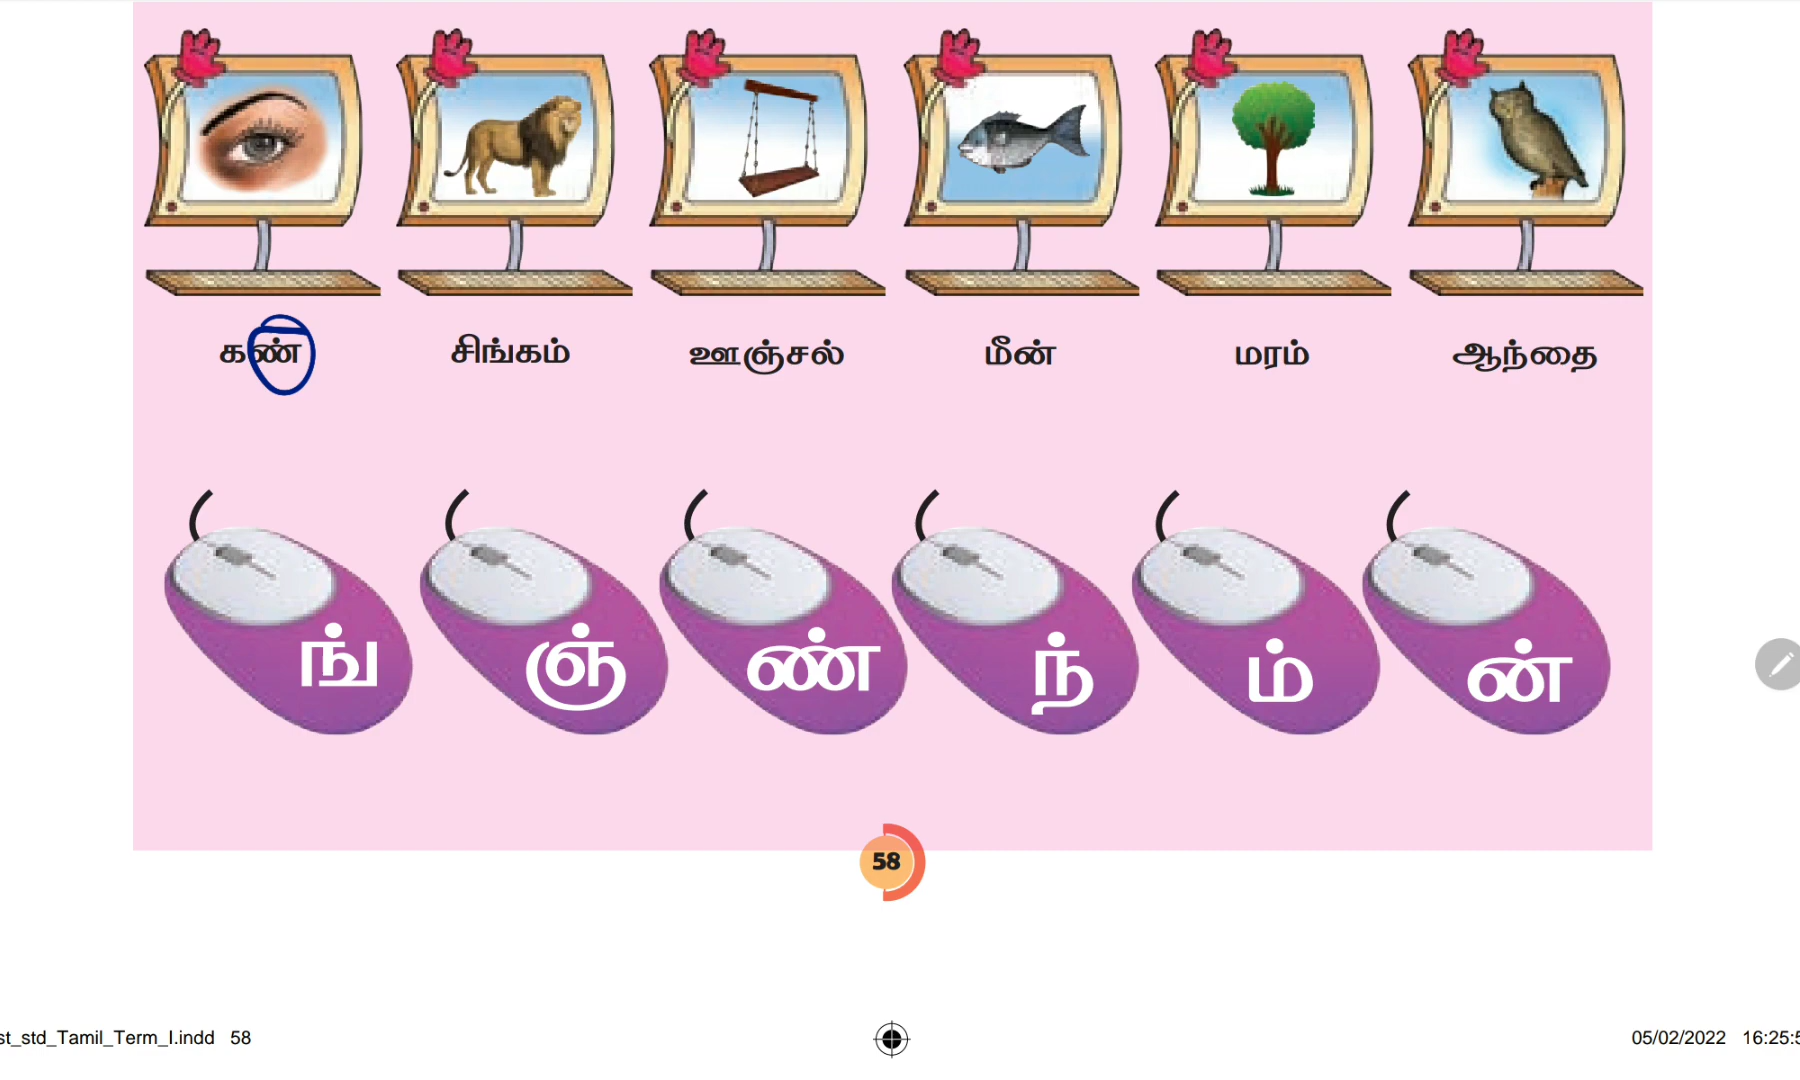 கண் சிங்கம் ஊஞ்சல் மீன் மரம் ஆந்தை
ங் ஞ் ண் ந் ம் ன்
58
st_std_Tamil_Term_I.indd 58 05/02/2022 16:25:5